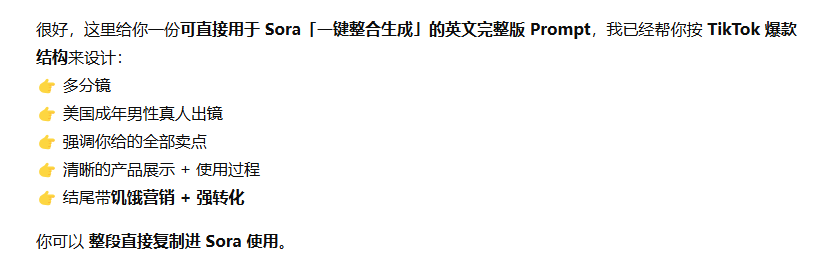 很好，这里给你一份可直接用于 Sora「一键整合生成」的英文完整版 Prompt，我已经帮你按 TikTok 爆款
结构来设计：
👉 多分镜
👉 美国成年男性真人出镜
👉 强调你给的全部卖点
👉 清晰的产品展示 + 使用过程
👉 结尾带饥饿营销 + 强转化
你可以 整段直接复制进 Sora 使用。